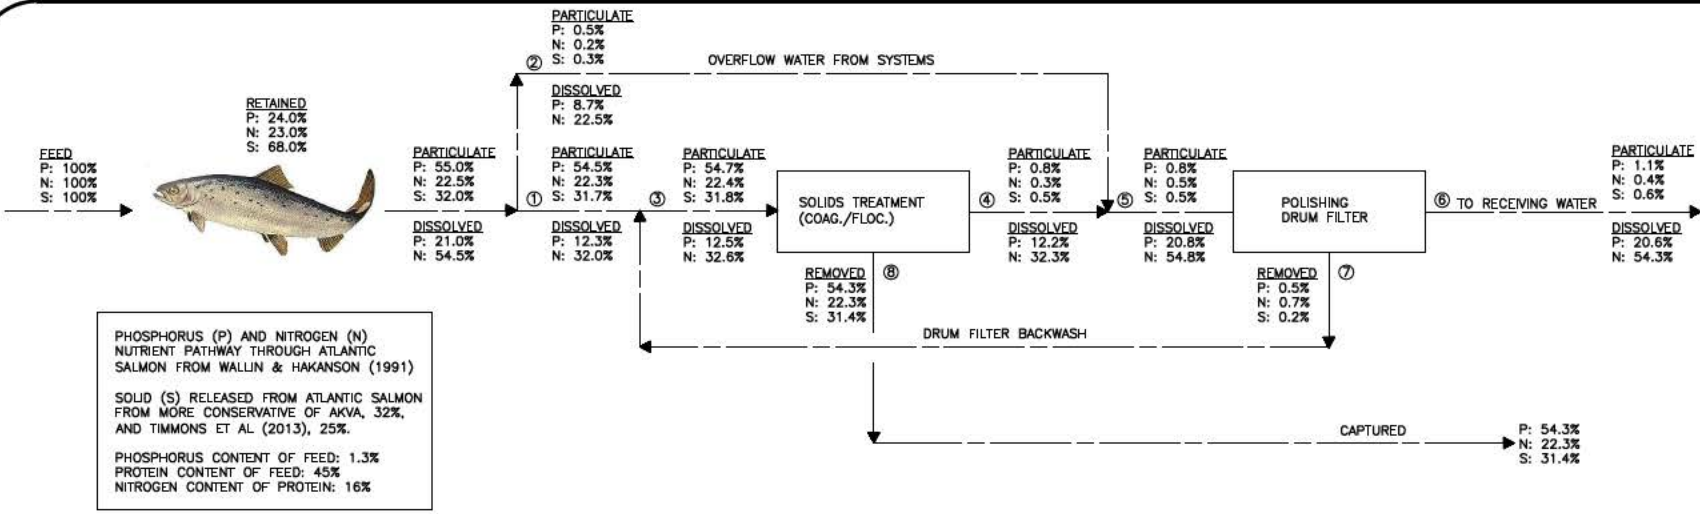 PARTICULATE
P: 0.5%
N: 0.2%
S: 0.3%
②
OVERFLOW WATER FROM SYSTEMS
DISSOLVED
P: 8.7%
N: 22.5%
FEED
P: 100%
N: 100%
S: 100%
RETAINED
P: 24.0%
N: 23.0%
S: 68.0%
PARTICULATE
P: 55.0%
N: 22.5%
S: 32.0%
DISSOLVED
P: 21.0%
N: 54.5%
①
PARTICULATE
P: 54.5%
N: 22.3%
S: 31.7%
DISSOLVED
P: 12.3%
N: 32.0%
③
PARTICULATE
P: 54.7%
N: 22.4%
S: 31.8%
DISSOLVED
P: 12.5%
N: 32.6%
SOLIDS TREATMENT
(COAG./FLOC.)
④
PARTICULATE
P: 0.8%
N: 0.3%
S: 0.5%
DISSOLVED
P: 12.2%
N: 32.3%
⑤
PARTICULATE
P: 0.8%
N: 0.5%
S: 0.5%
DISSOLVED
P: 20.8%
N: 54.8%
POLISHING
DRUM FILTER
⑥ TO RECEIVING WATER
PARTICULATE
P: 1.1%
N: 0.4%
S: 0.6%
DISSOLVED
P: 20.6%
N: 54.3%
REMOVED ⑧
P: 54.3%
N: 22.3%
S: 31.4%
REMOVED ⑦
P: 0.5%
N: 0.7%
S: 0.2%
DRUM FILTER BACKWASH
CAPTURED
P: 54.3%
N: 22.3%
S: 31.4%
PHOSPHORUS (P) AND NITROGEN (N)
NUTRIENT PATHWAY THROUGH ATLANTIC
SALMON FROM WALLIN & HAKANSON (1991)
SOLID (S) RELEASED FROM ATLANTIC SALMON
FROM MORE CONSERVATIVE OF AKVA, 32%,
AND TIMMONS ET AL (2013), 25%.
PHOSPHORUS CONTENT OF FEED: 1.3%
PROTEIN CONTENT OF FEED: 45%
NITROGEN CONTENT OF PROTEIN: 16%